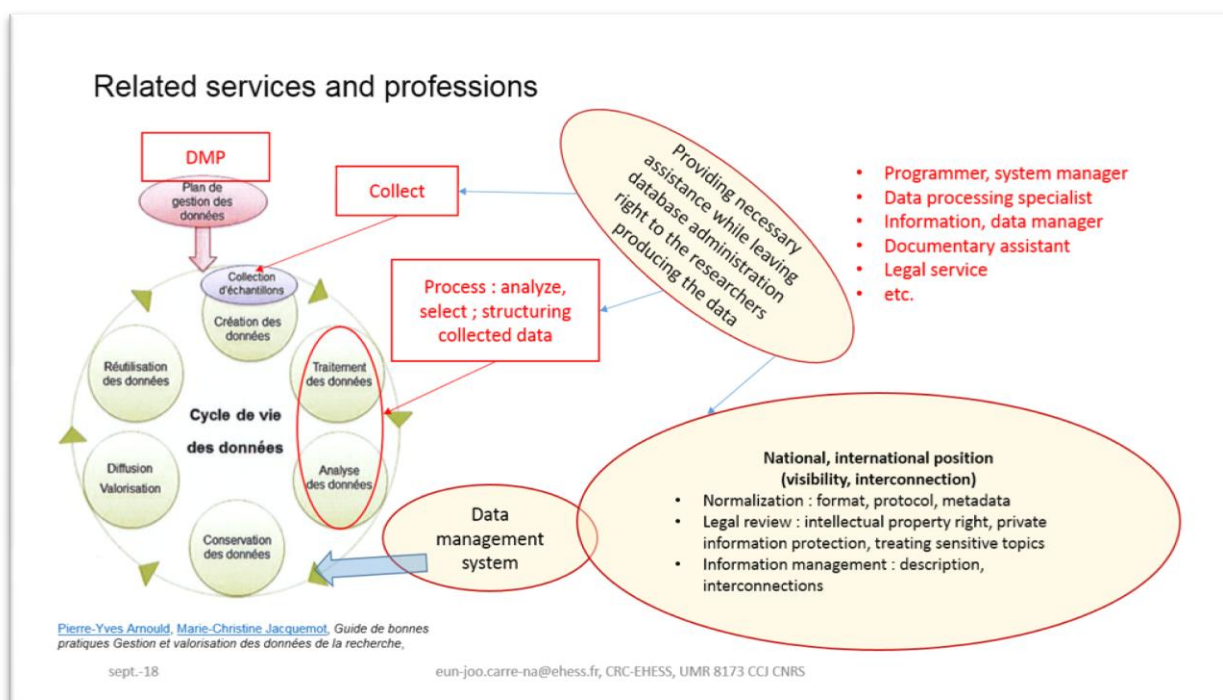 Related services and professions
DMP
Plan de
gestion des
données
Collect
Collection
d'échantillons
Création des
données
Process : analyze,
select ; structuring
collected data
Traitement
des données
Analyse
des données
Conservation
des données
Diffusion
Valorisation
Réutilisation
des données
Cycle de vie
des données
Providing necessary
assistance while leaving
database administration
right to the researchers
producing the data
• Programmer, system manager
• Data processing specialist
• Information, data manager
• Documentary assistant
• Legal service
• etc.
Data
management
system
National, international position
(visibility, interconnection)
• Normalization : format, protocol, metadata
• Legal review : intellectual property right, private
information protection, treating sensitive topics
• Information management : description,
interconnections
Pierre-Yves Arnould, Marie-Christine Jacquemot, Guide de bonnes
pratiques Gestion et valorisation des données de la recherche,
sept.-18
eun-joo.carre-na@ehess.fr, CRC-EHESS, UMR 8173 CCJ CNRS